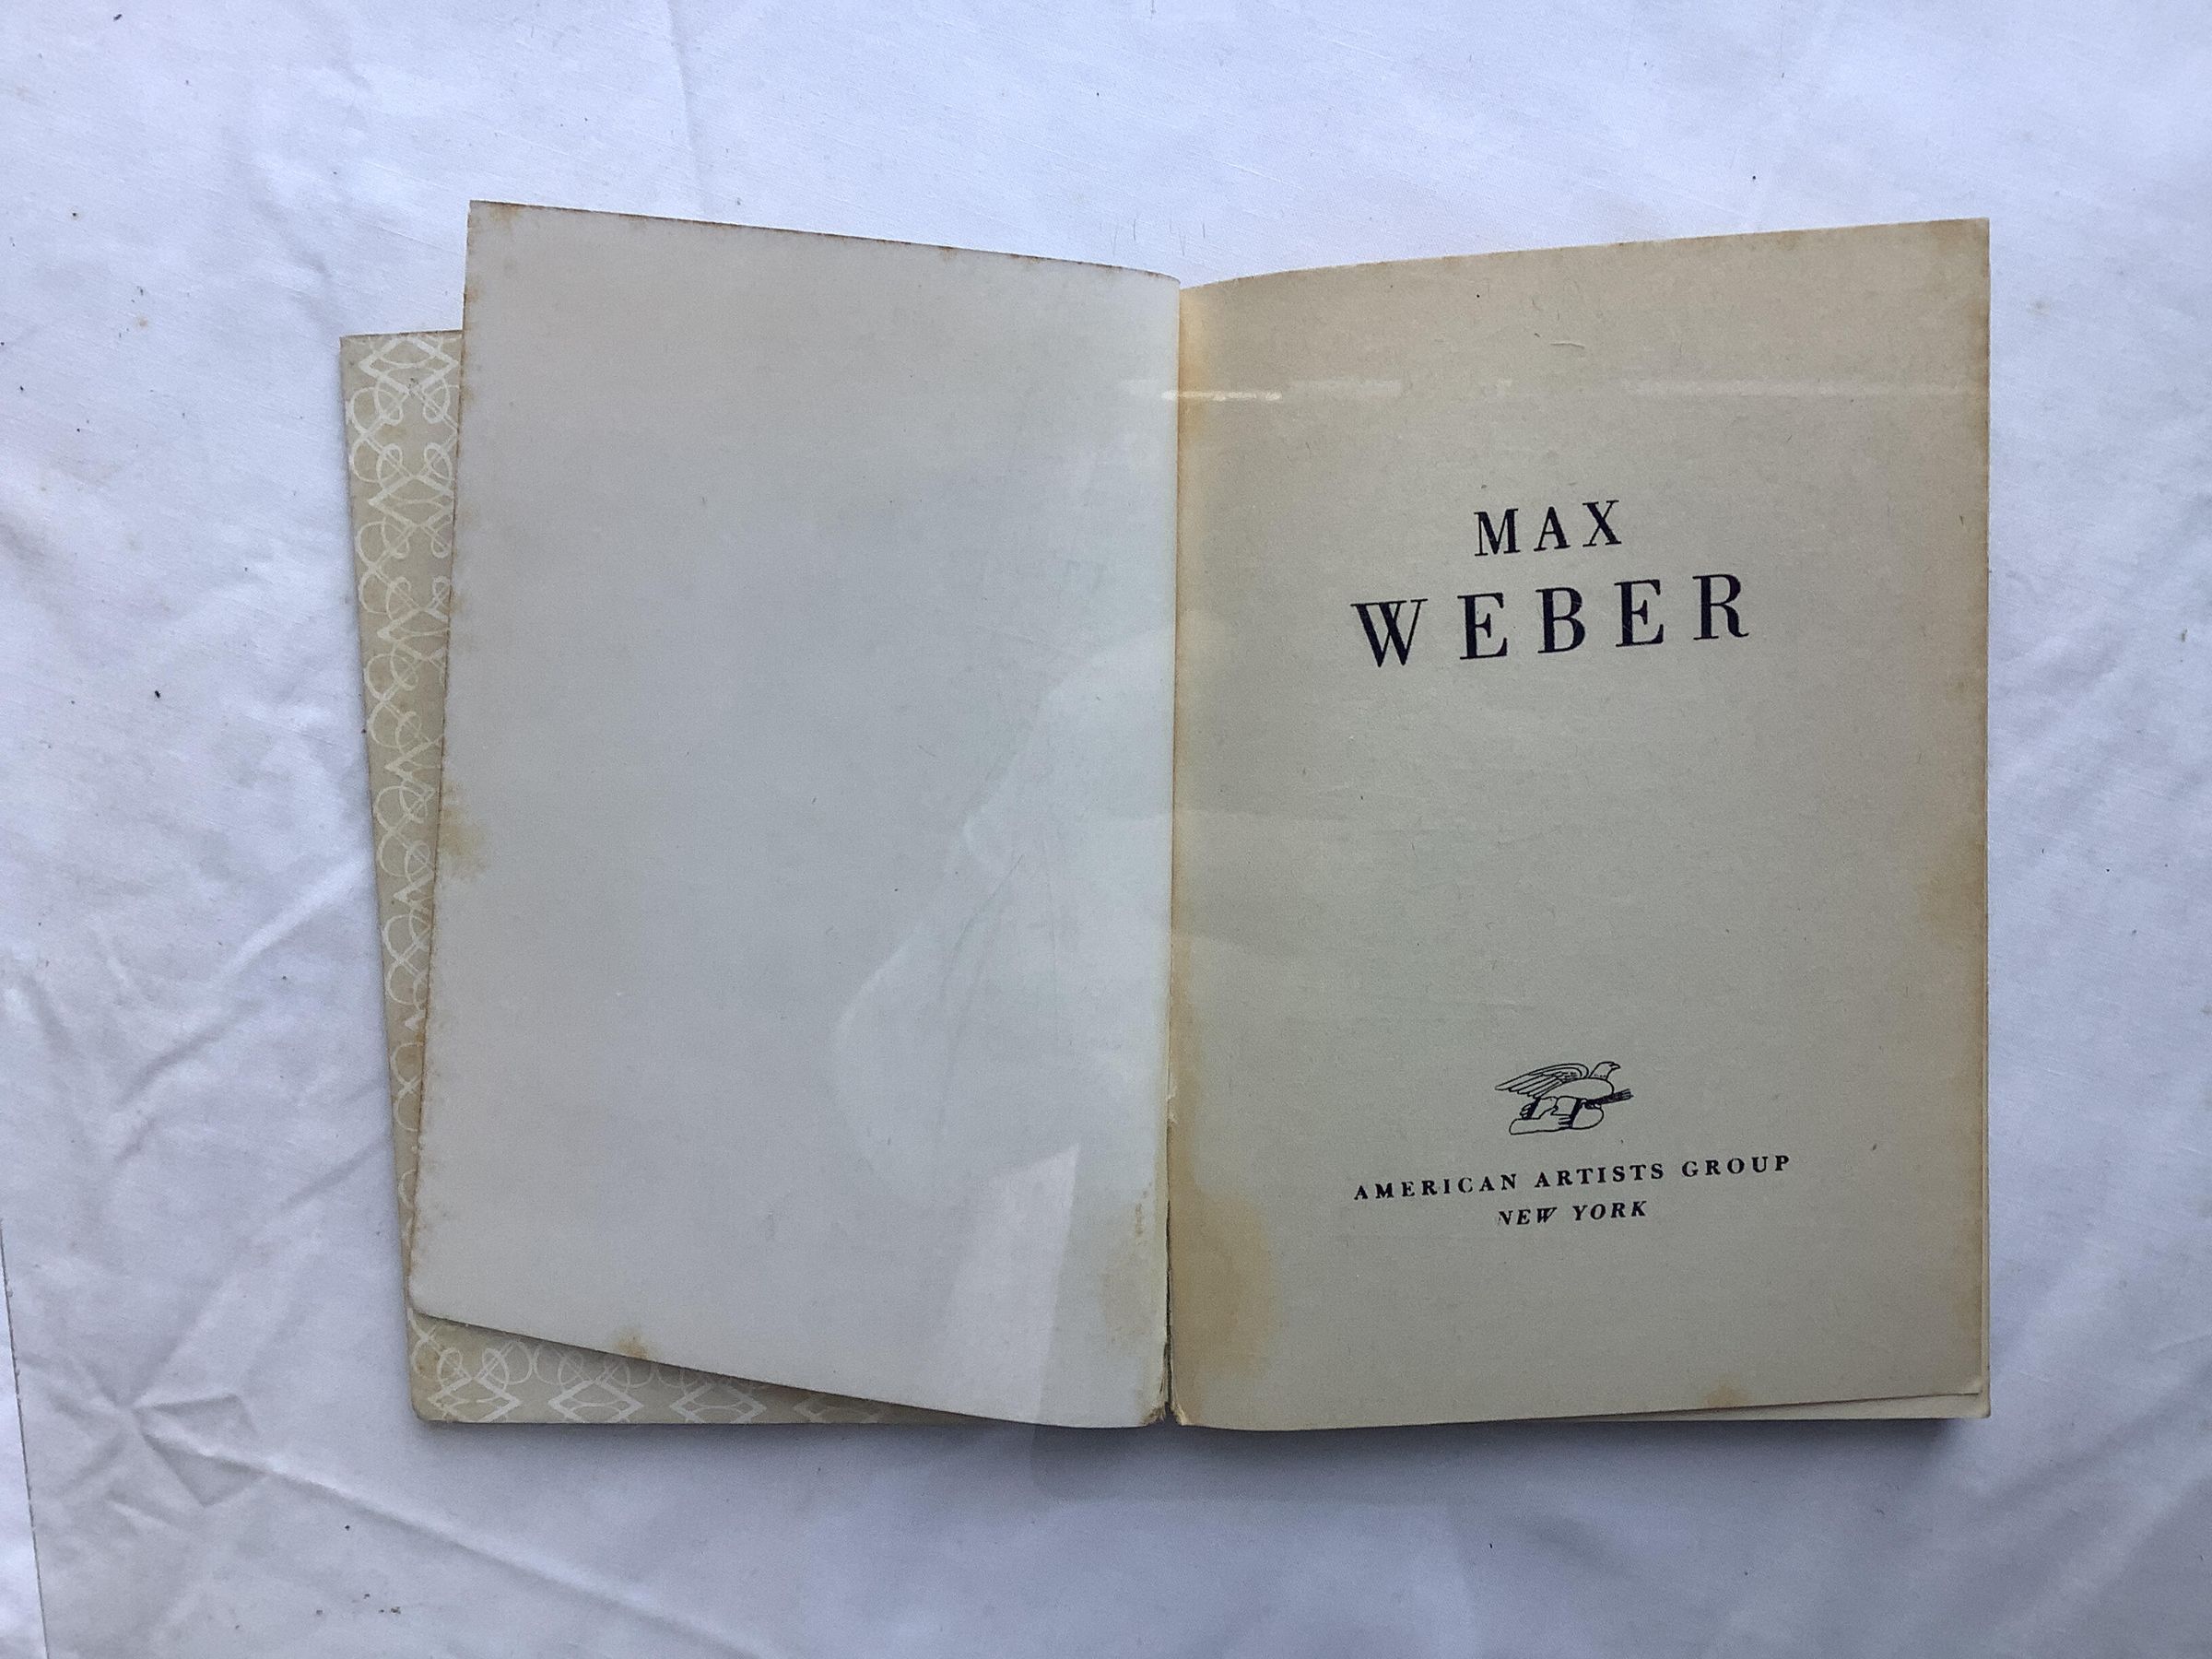 MAX
WEBER
AMERICAN ARTISTS GROUP
NEW YORK